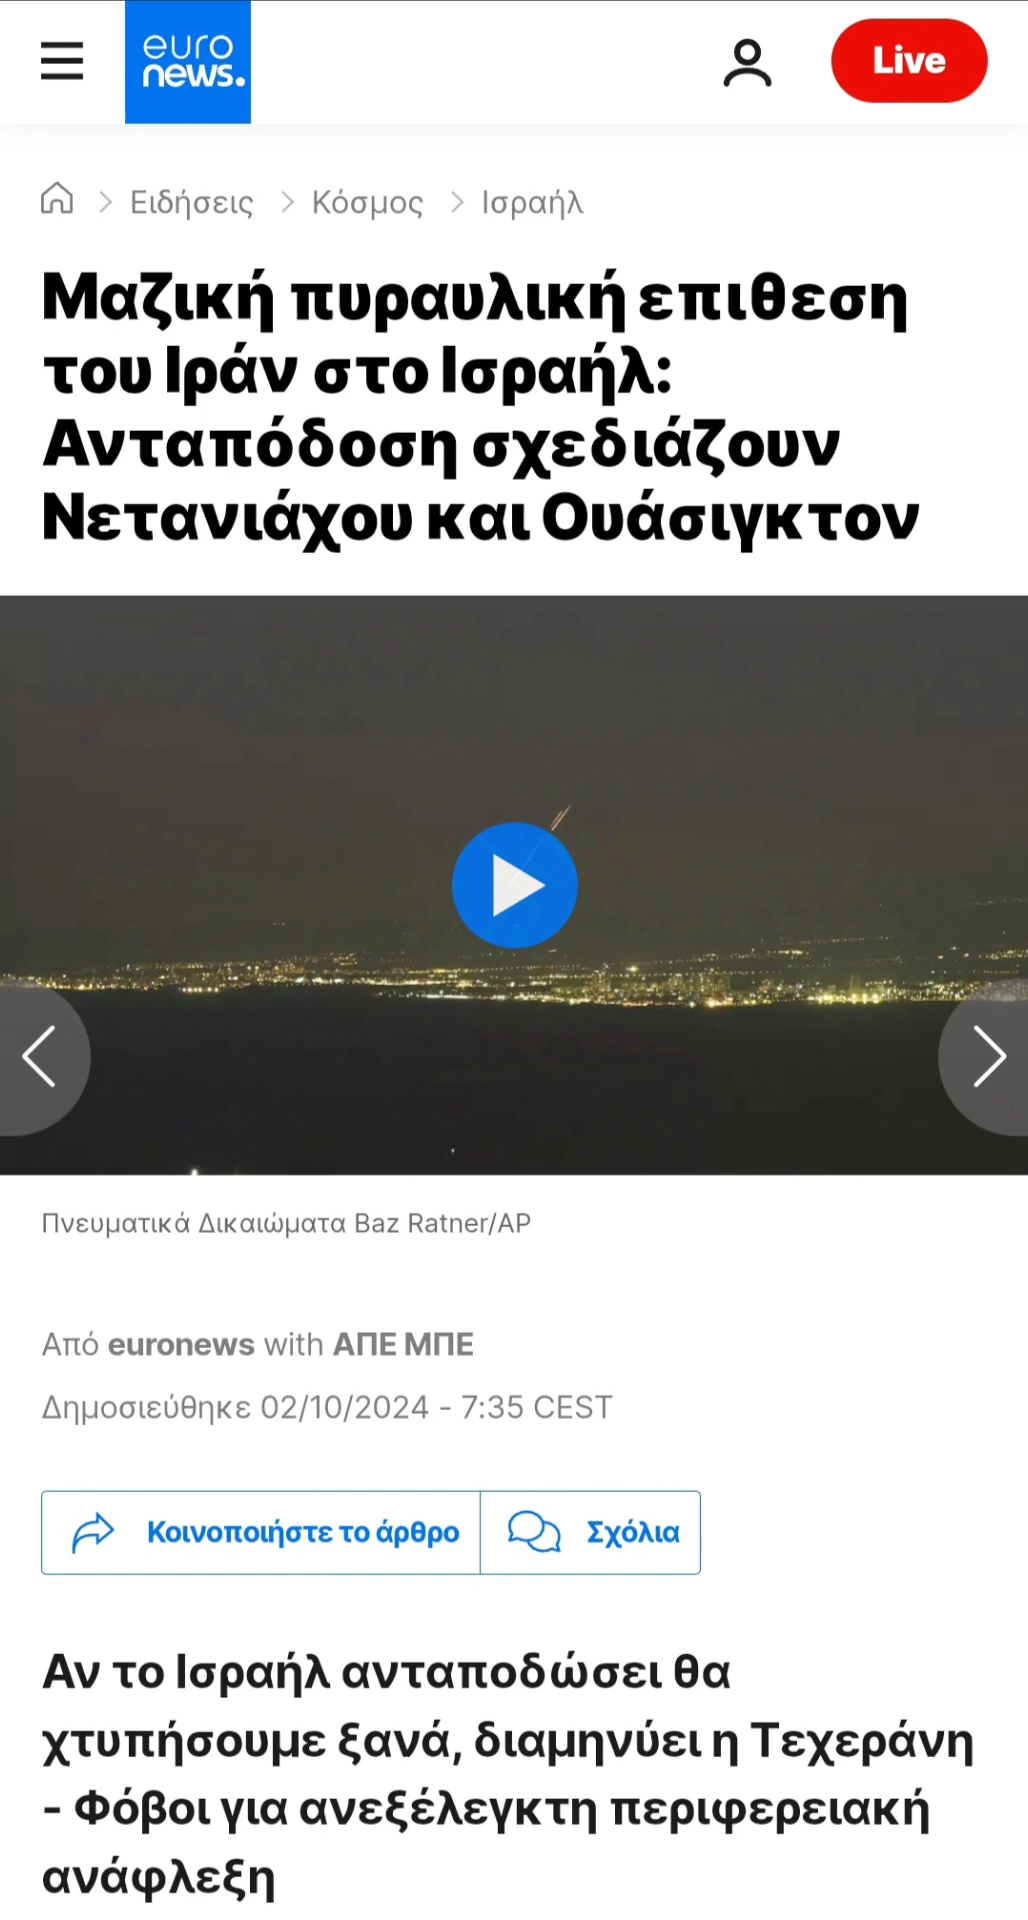 euro
news.
Live
Ειδήσεις > Κόσμος > Ισραήλ
Μαζική πυραυλική επιθεση
του Ιράν στο Ισραήλ:
Ανταπόδοση σχεδιάζουν
Νετανιάχου και Ουάσιγκτον
Πνευματικά Δικαιώματα Baz Ratner/AP
Από euronews with ΑΠΕ ΜΠΕ
Δημοσιεύθηκε 02/10/2024 - 7:35 CEST
Κοινοποιήστε το άρθρο
Σχόλια
Αν το Ισραήλ ανταποδώσει θα
χτυπήσουμε ξανά, διαμηνύει η Τεχεράνη
- Φόβοι για ανεξέλεγκτη περιφερειακή
ανάφλεξη